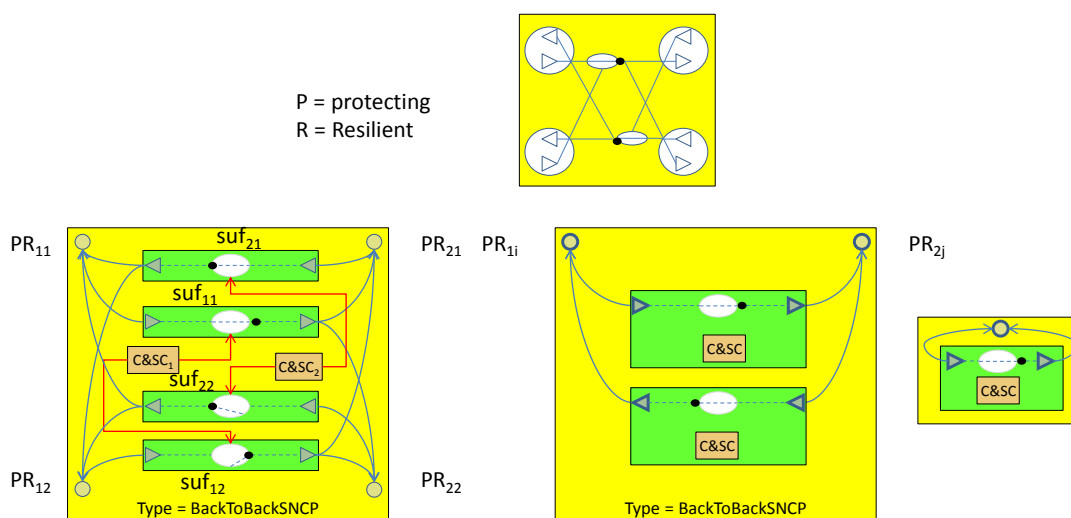 P = protecting
R = Resilient
PR11
suf21
PR21
PR1i
PR2j
suf11
C&SC1
C&SC2
C&SC
C&SC
suf22
C&SC
PR12
suf12
PR22
Type = BackToBackSNCP
Type = BackToBackSNCP